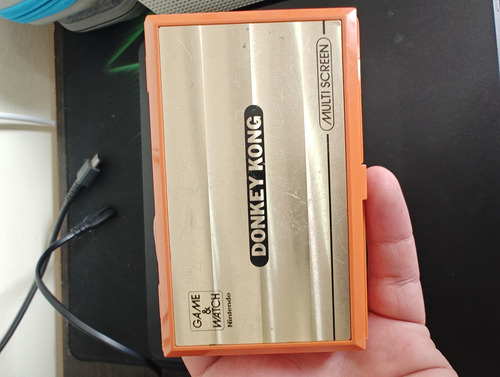 GAME
&
WATCH
Nintendo
DONKEY KONG
MULTI SCREEN